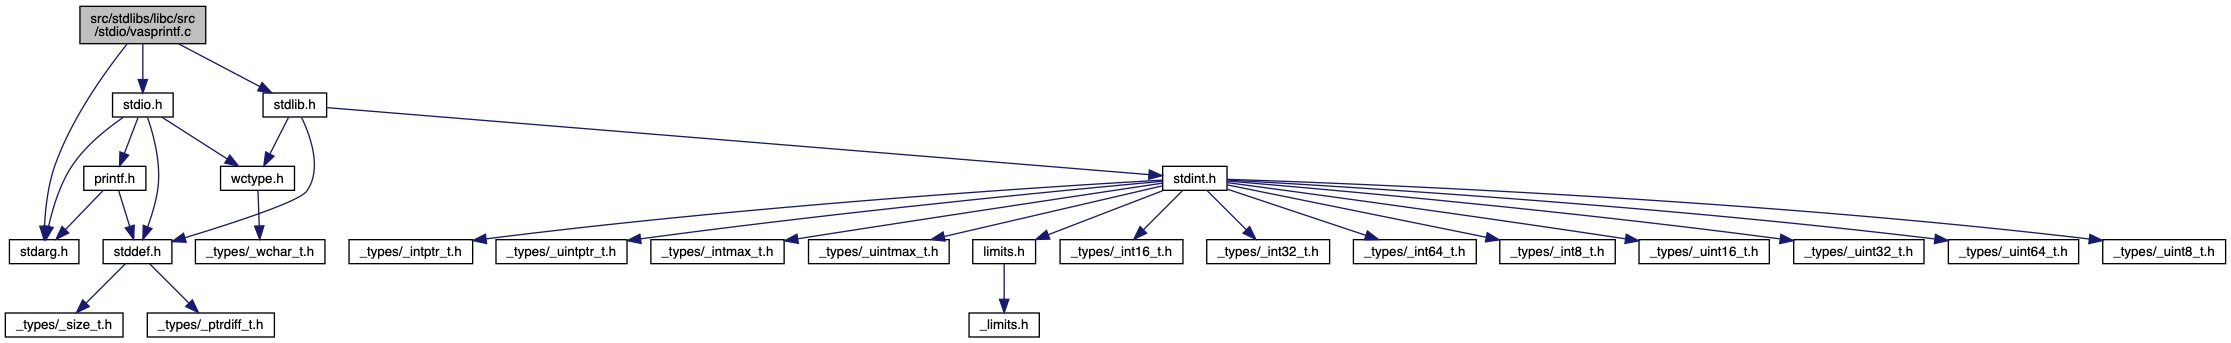 src/stdlibs/libc/src
/stdio/vasprintf.c
stdio.h
stdlib.h
printf.h
wctype.h
stdint.h
stdarg.h
stddef.h
_types/_wchar_t.h
_types/_intptr_t.h
_types/_uintptr_t.h
_types/_intmax_t.h
_types/_uintmax_t.h
limits.h
_types/_int16_t.h
_types/_int32_t.h
_types/_int64_t.h
_types/_int8_t.h
_types/_uint16_t.h
_types/_uint32_t.h
_types/_uint64_t.h
_types/_uint8_t.h
_types/_size_t.h
_types/_ptrdiff_t.h
_limits.h